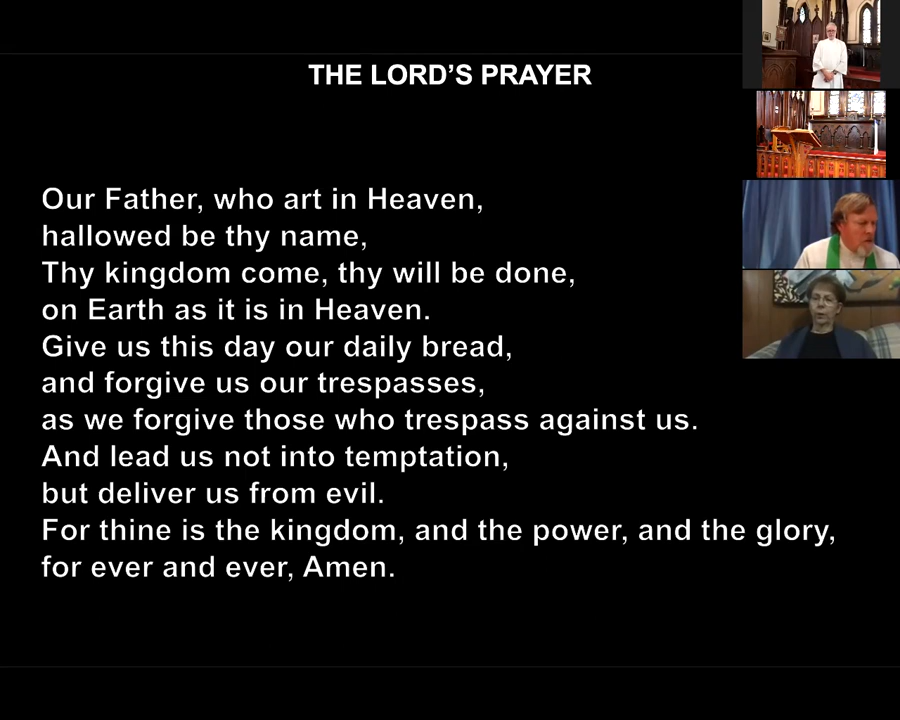 THE LORD'S PRAYER
Our Father, who art in Heaven,
hallowed be thy name,
Thy kingdom come, thy will be done,
on Earth as it is in Heaven.
Give us this day our daily bread,
and forgive us our trespasses,
as we forgive those who trespass against us.
And lead us not into temptation,
but deliver us from evil.
For thine is the kingdom, and the power, and the glory,
for ever and ever, Amen.